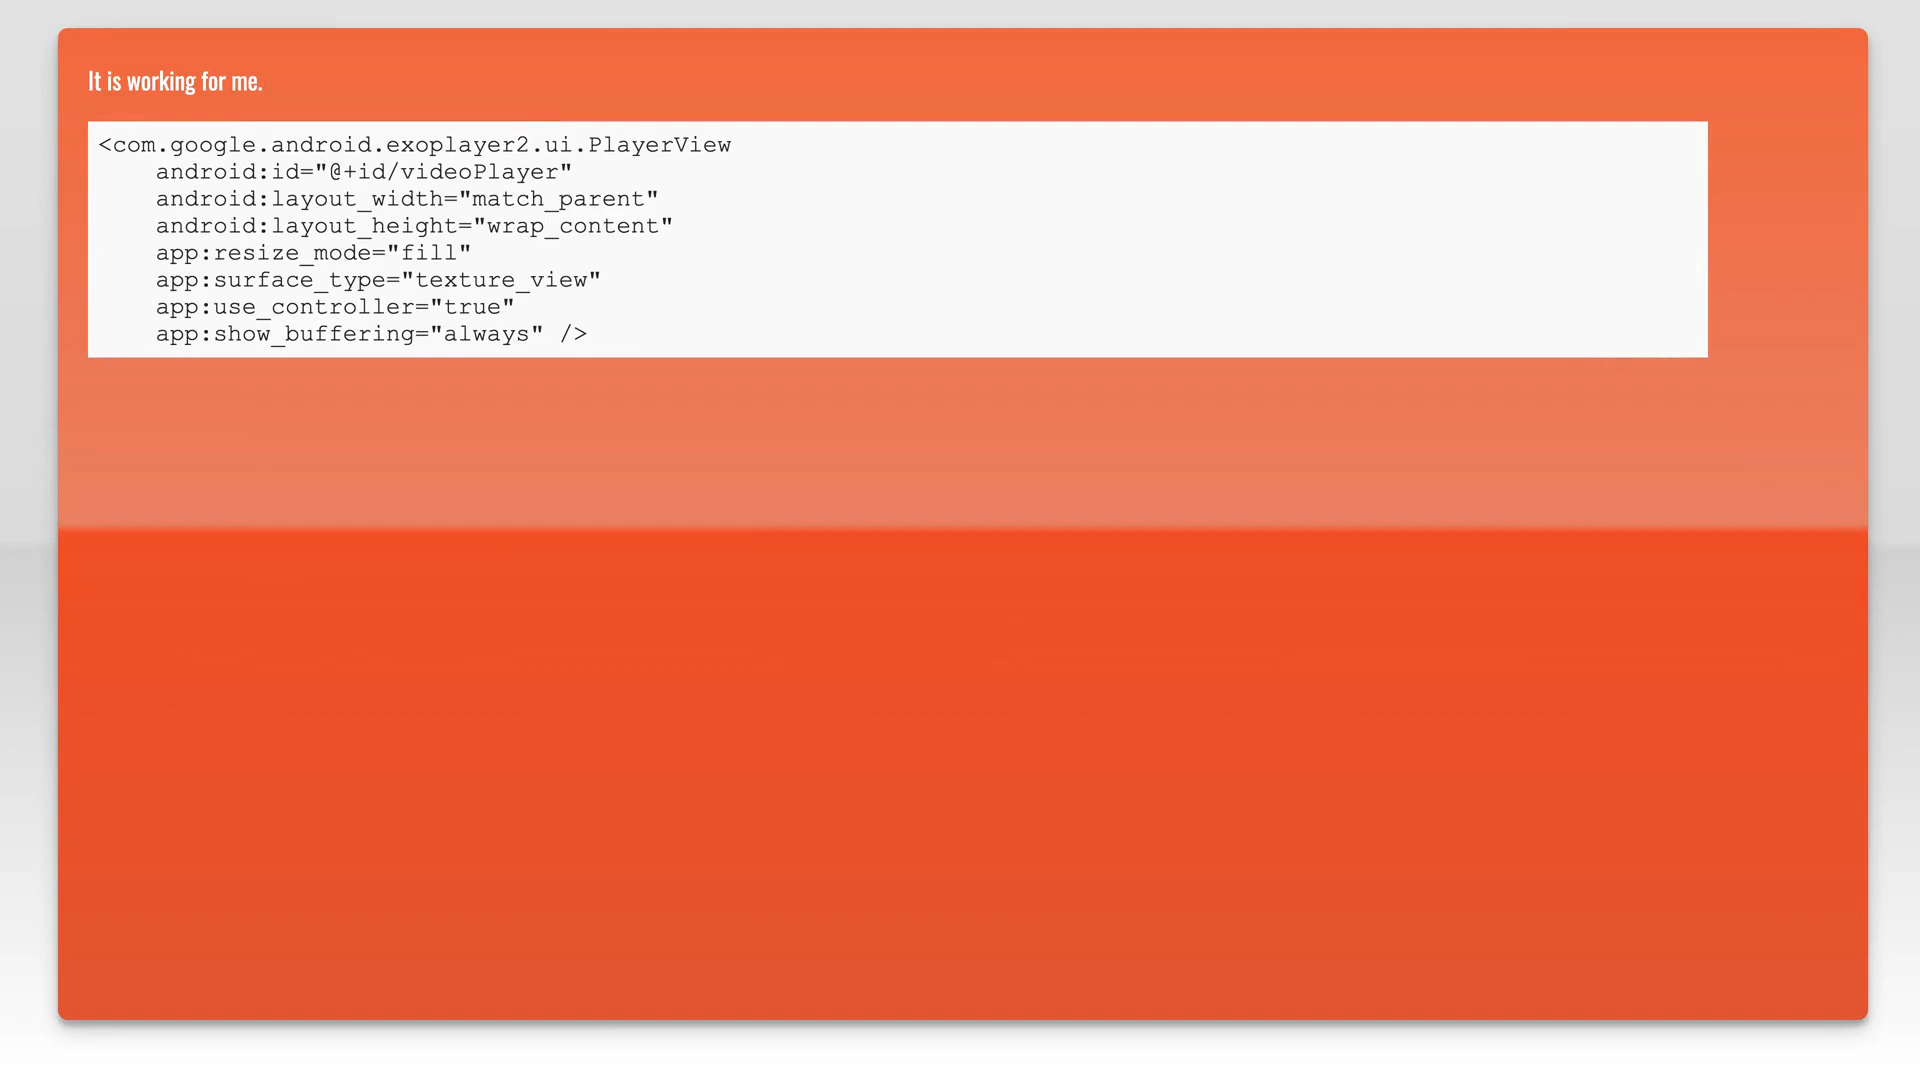 It is working for me.
<com.google.android.exoplayer2.ui.PlayerView
    android:id="@+id/videoPlayer"
    android:layout_width="match_parent"
    android:layout_height="wrap_content"
    app:resize_mode="fill"
    app:surface_type="texture_view"
    app:use_controller="true"
    app:show_buffering="always" />